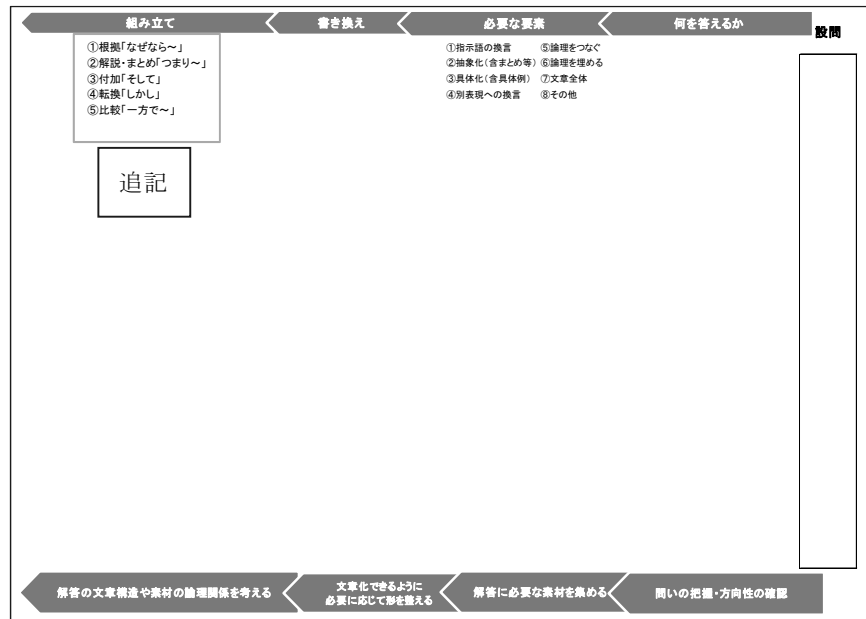 組み立て
書き換え
必要な要素
何を答えるか
設問
①根拠「なぜなら～」
②解説・まとめ「つまり～」
③付加「そして」
④転換「しかし」
⑤比較「一方で～」
①指示語の換言 ⑤論理をつなぐ
②抽象化(含まとめ等) ⑥論理を埋める
③具体化(含具体例) ⑦文章全体
④別表現への換言 ⑧その他
追記
解答の文章構造や素材の論理関係を考える
文章化できるように
必要に応じて形を整える
解答に必要な素材を集める
問いの把握・方向性の確認